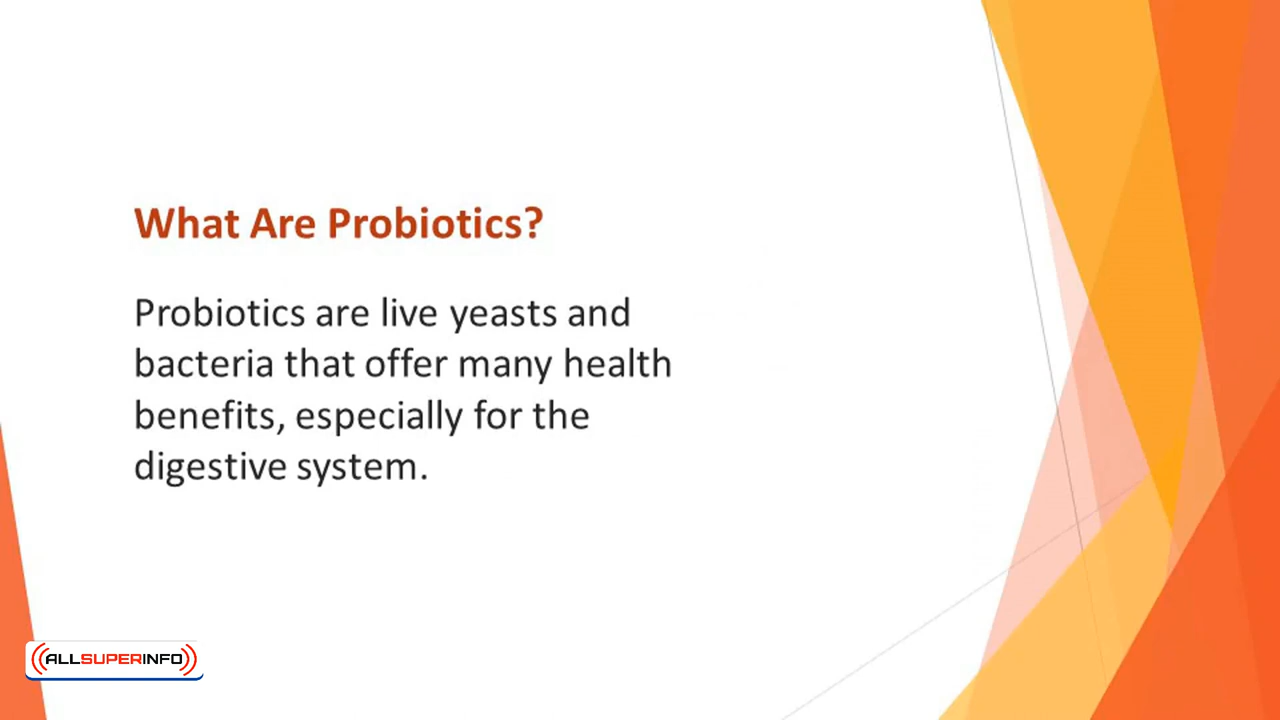 What Are Probiotics?
Probiotics are live yeasts and
bacteria that offer many health
benefits, especially for the
digestive system.
ALLSUPERINFO